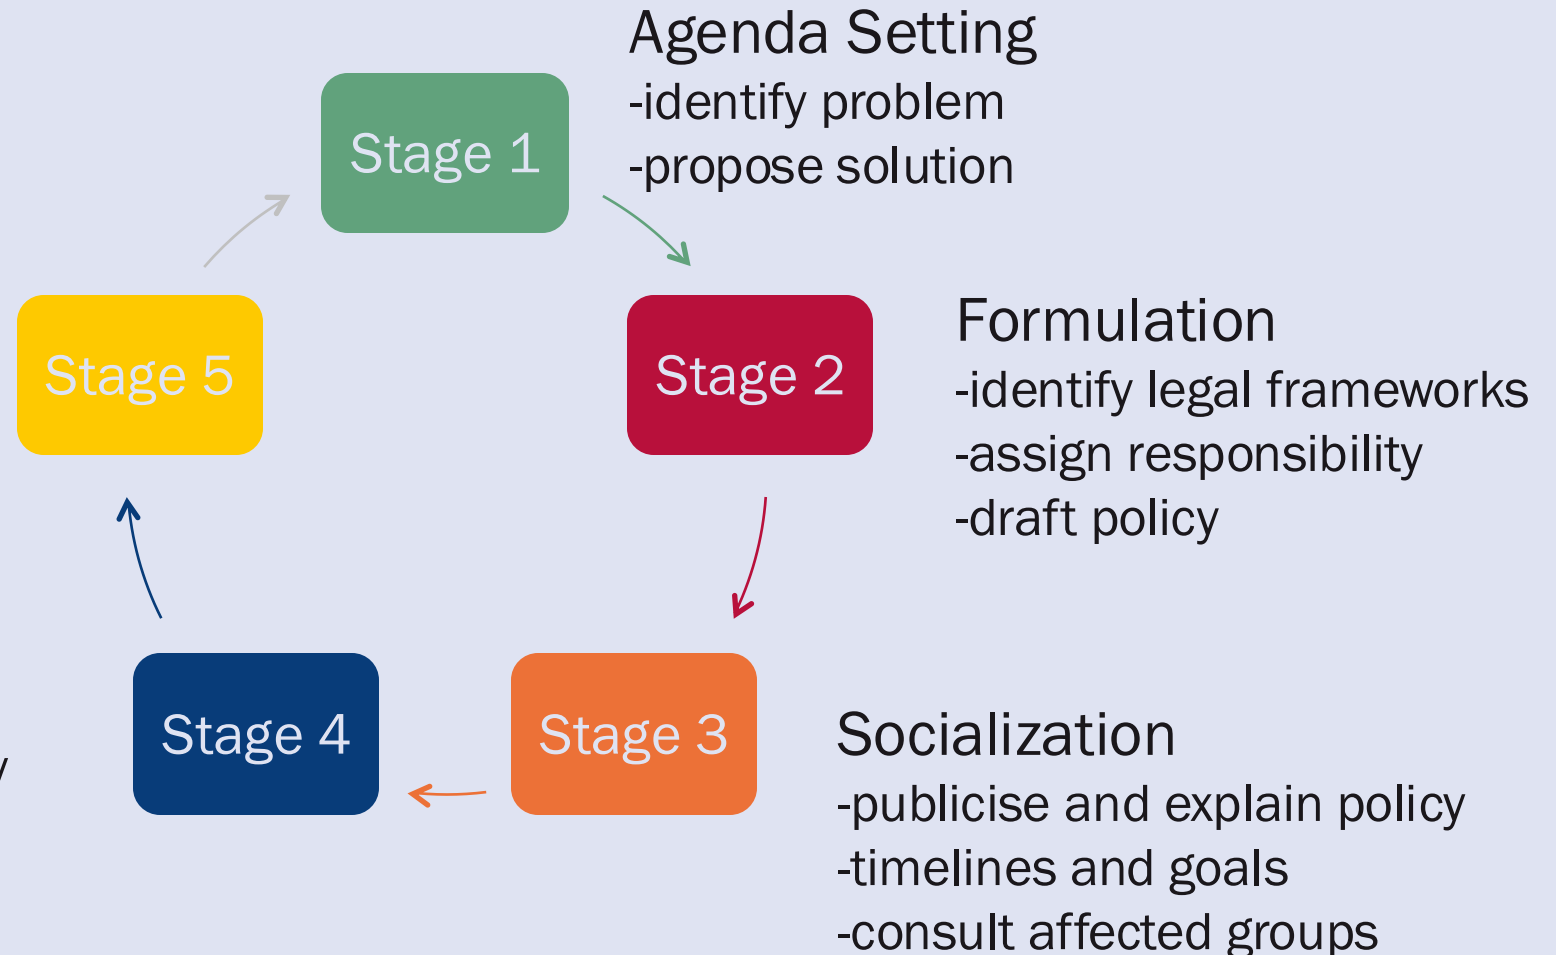 Agenda Setting
-identify problem
-propose solution
Stage 1
Stage 2
Formulation
-identify legal frameworks
-assign responsibility
-draft policy
Stage 3
Socialization
-publicise and explain policy
-timelines and goals
-consult affected groups
Stage 4
Stage 5